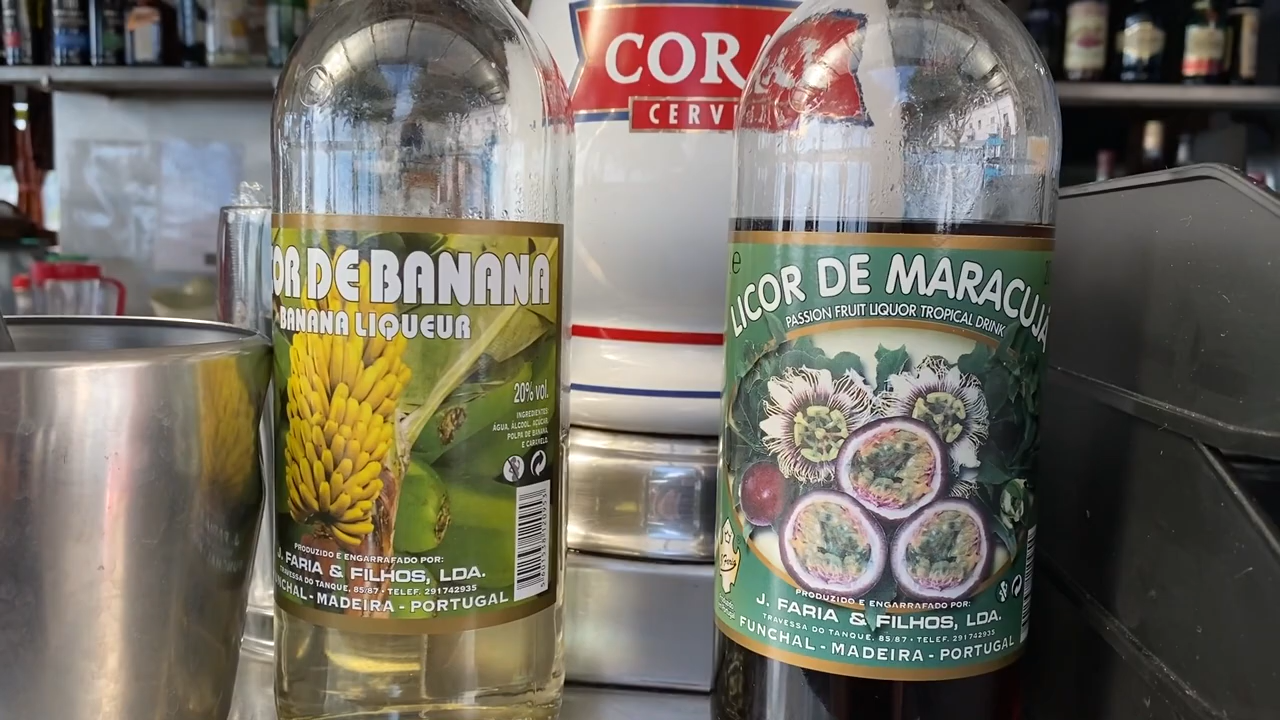 COR
CERV
OR DE BANANA
BANANA LIQUEUR
20% vol.
INGREDIENTES:
ÁGUA, ÁLCOOL, AÇÚCAR,
POLPA DE BANANA
E CARAMELO.
PRODUZIDO E ENGARRAFADO POR:
J. FARIA & FILHOS, LDA.
TRAVESSA DO TANQUE, 85/87 • TELEF. 291742935
FUNCHAL - MADEIRA - PORTUGAL
e
LICOR DE MARACUJÁ
PASSION FRUIT LIQUOR TROPICAL DRINK
PRODUZIDO E ENGARRAFADO POR:
J. FARIA & FILHOS, LDA.
TRAVESSA DO TANQUE, 85/87 • TELEF. 291742935
FUNCHAL - MADEIRA - PORTUGAL